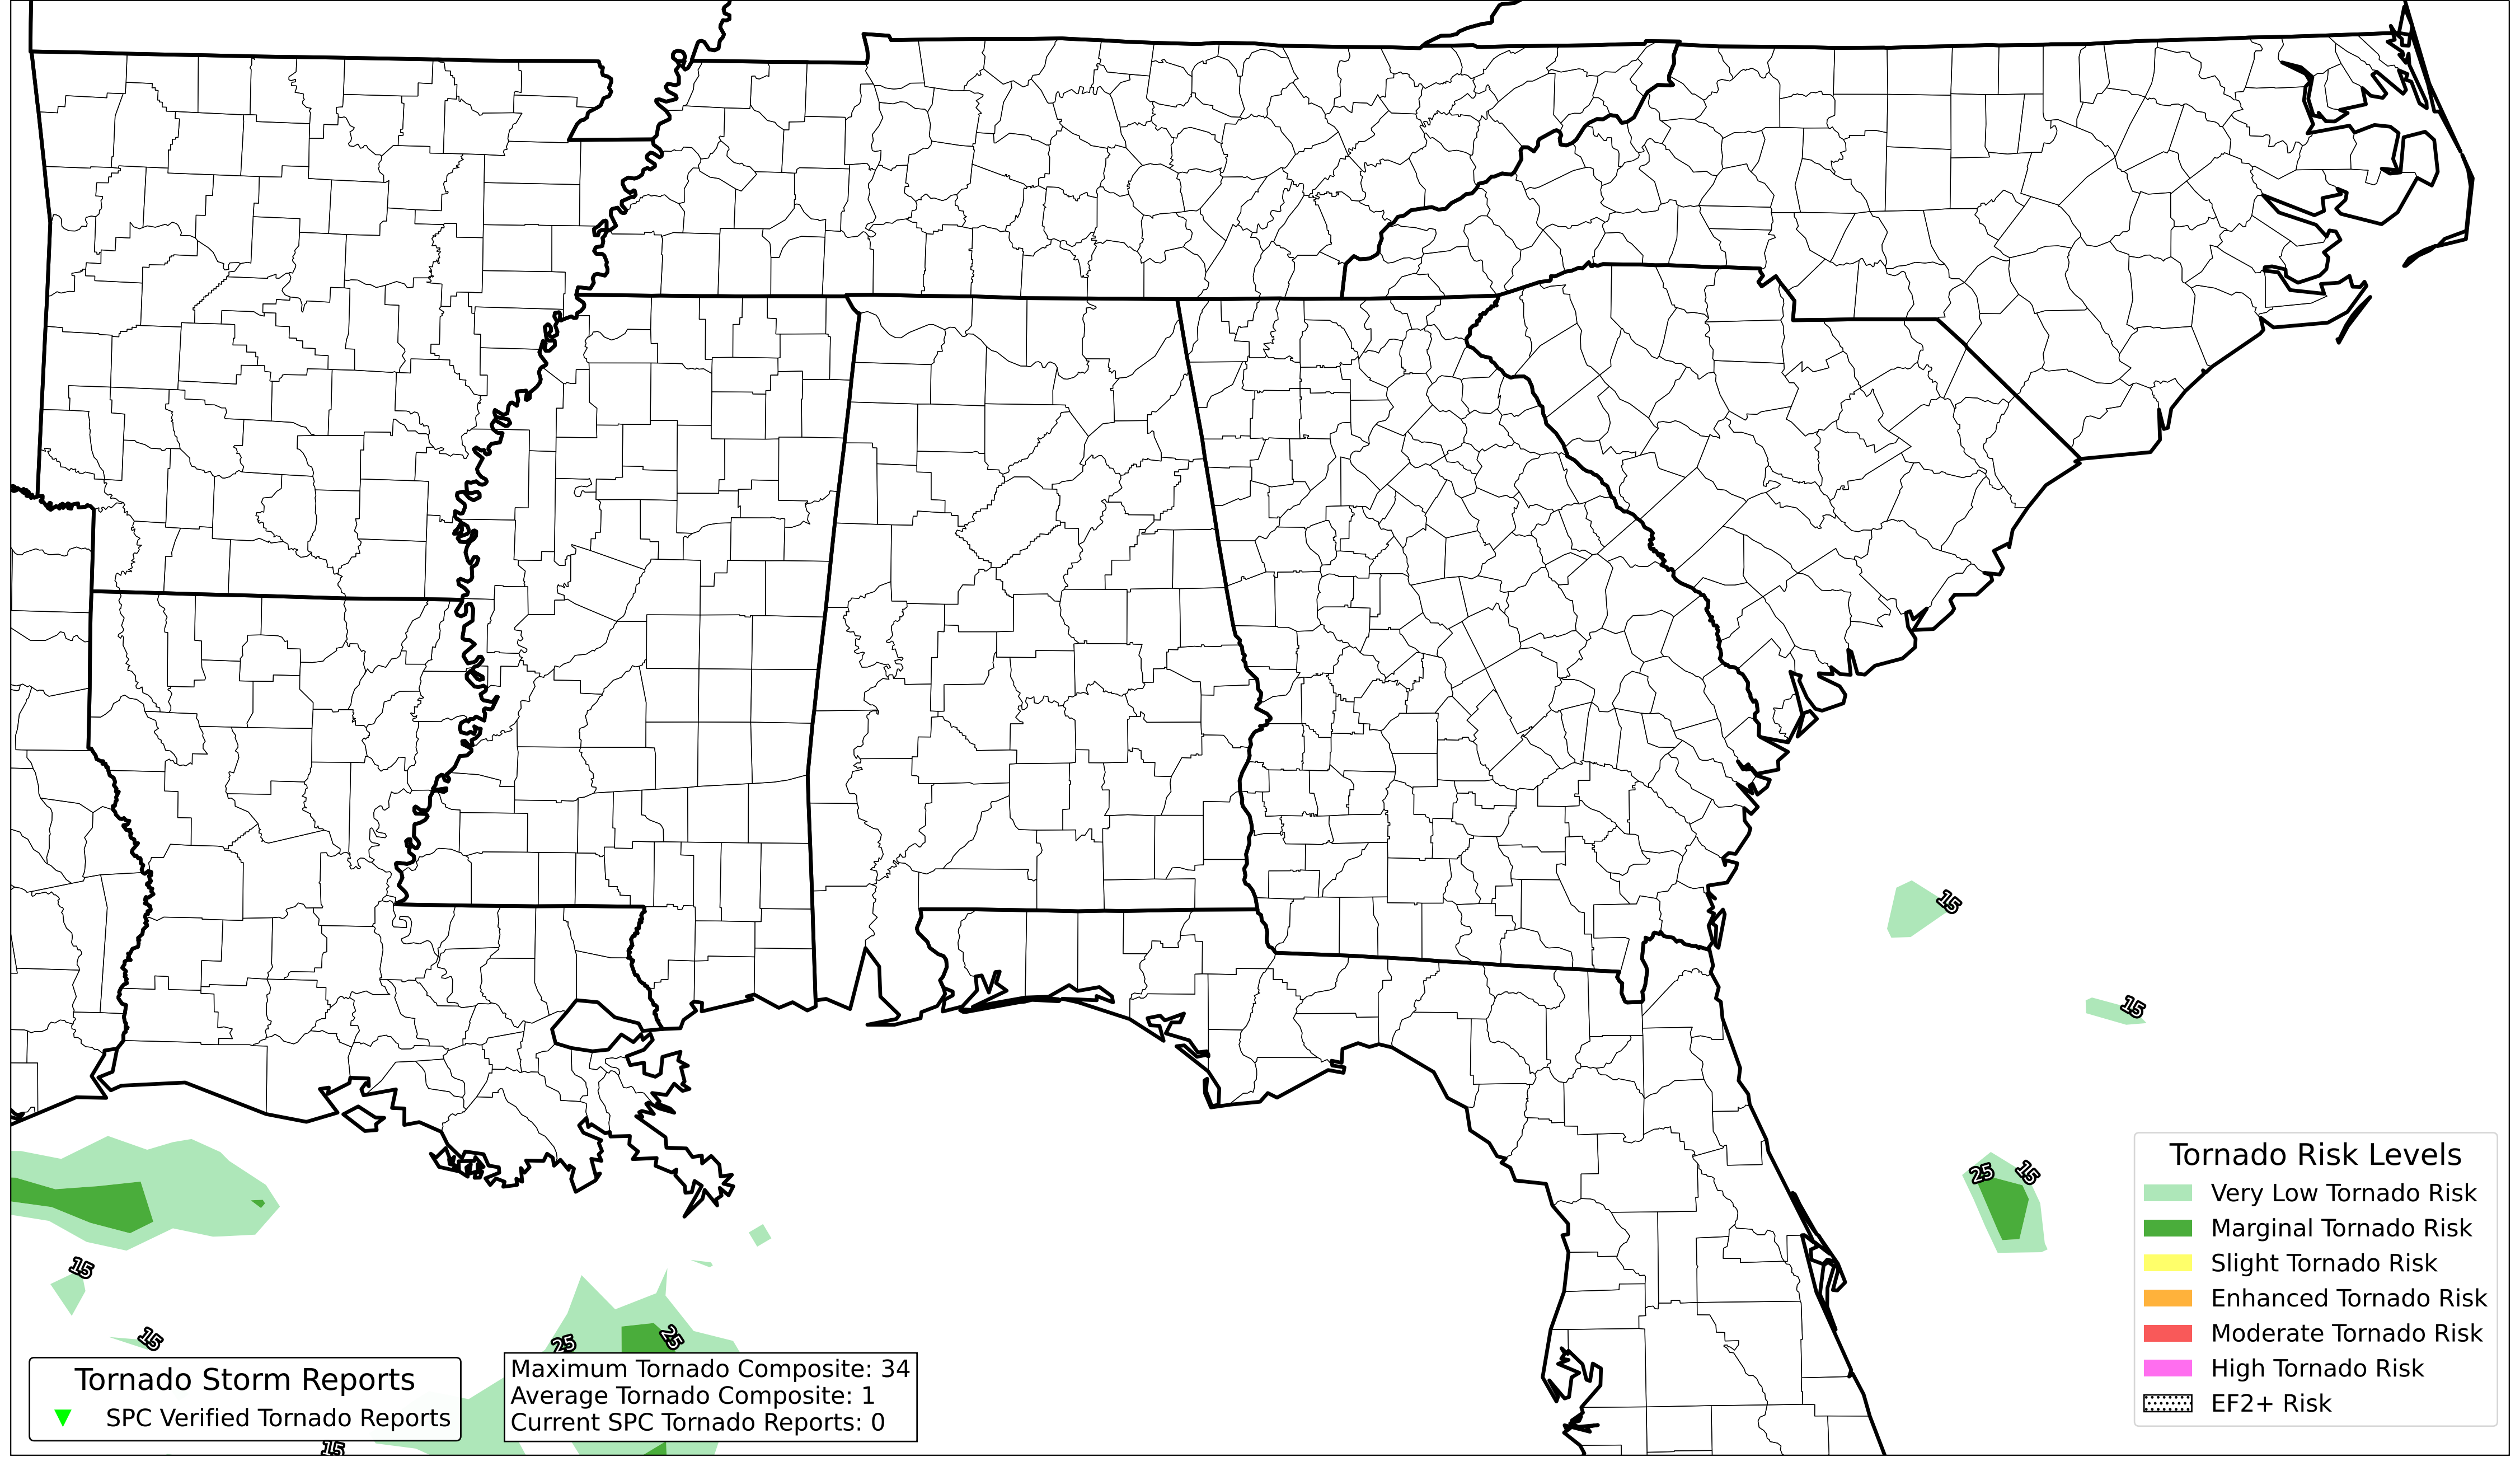 15
15
25
15
15
15
25
25
15
Tornado Storm Reports
SPC Verified Tornado Reports
Maximum Tornado Composite: 34
Average Tornado Composite: 1
Current SPC Tornado Reports: 0
Tornado Risk Levels
Very Low Tornado Risk
Marginal Tornado Risk
Slight Tornado Risk
Enhanced Tornado Risk
Moderate Tornado Risk
High Tornado Risk
EF2+ Risk